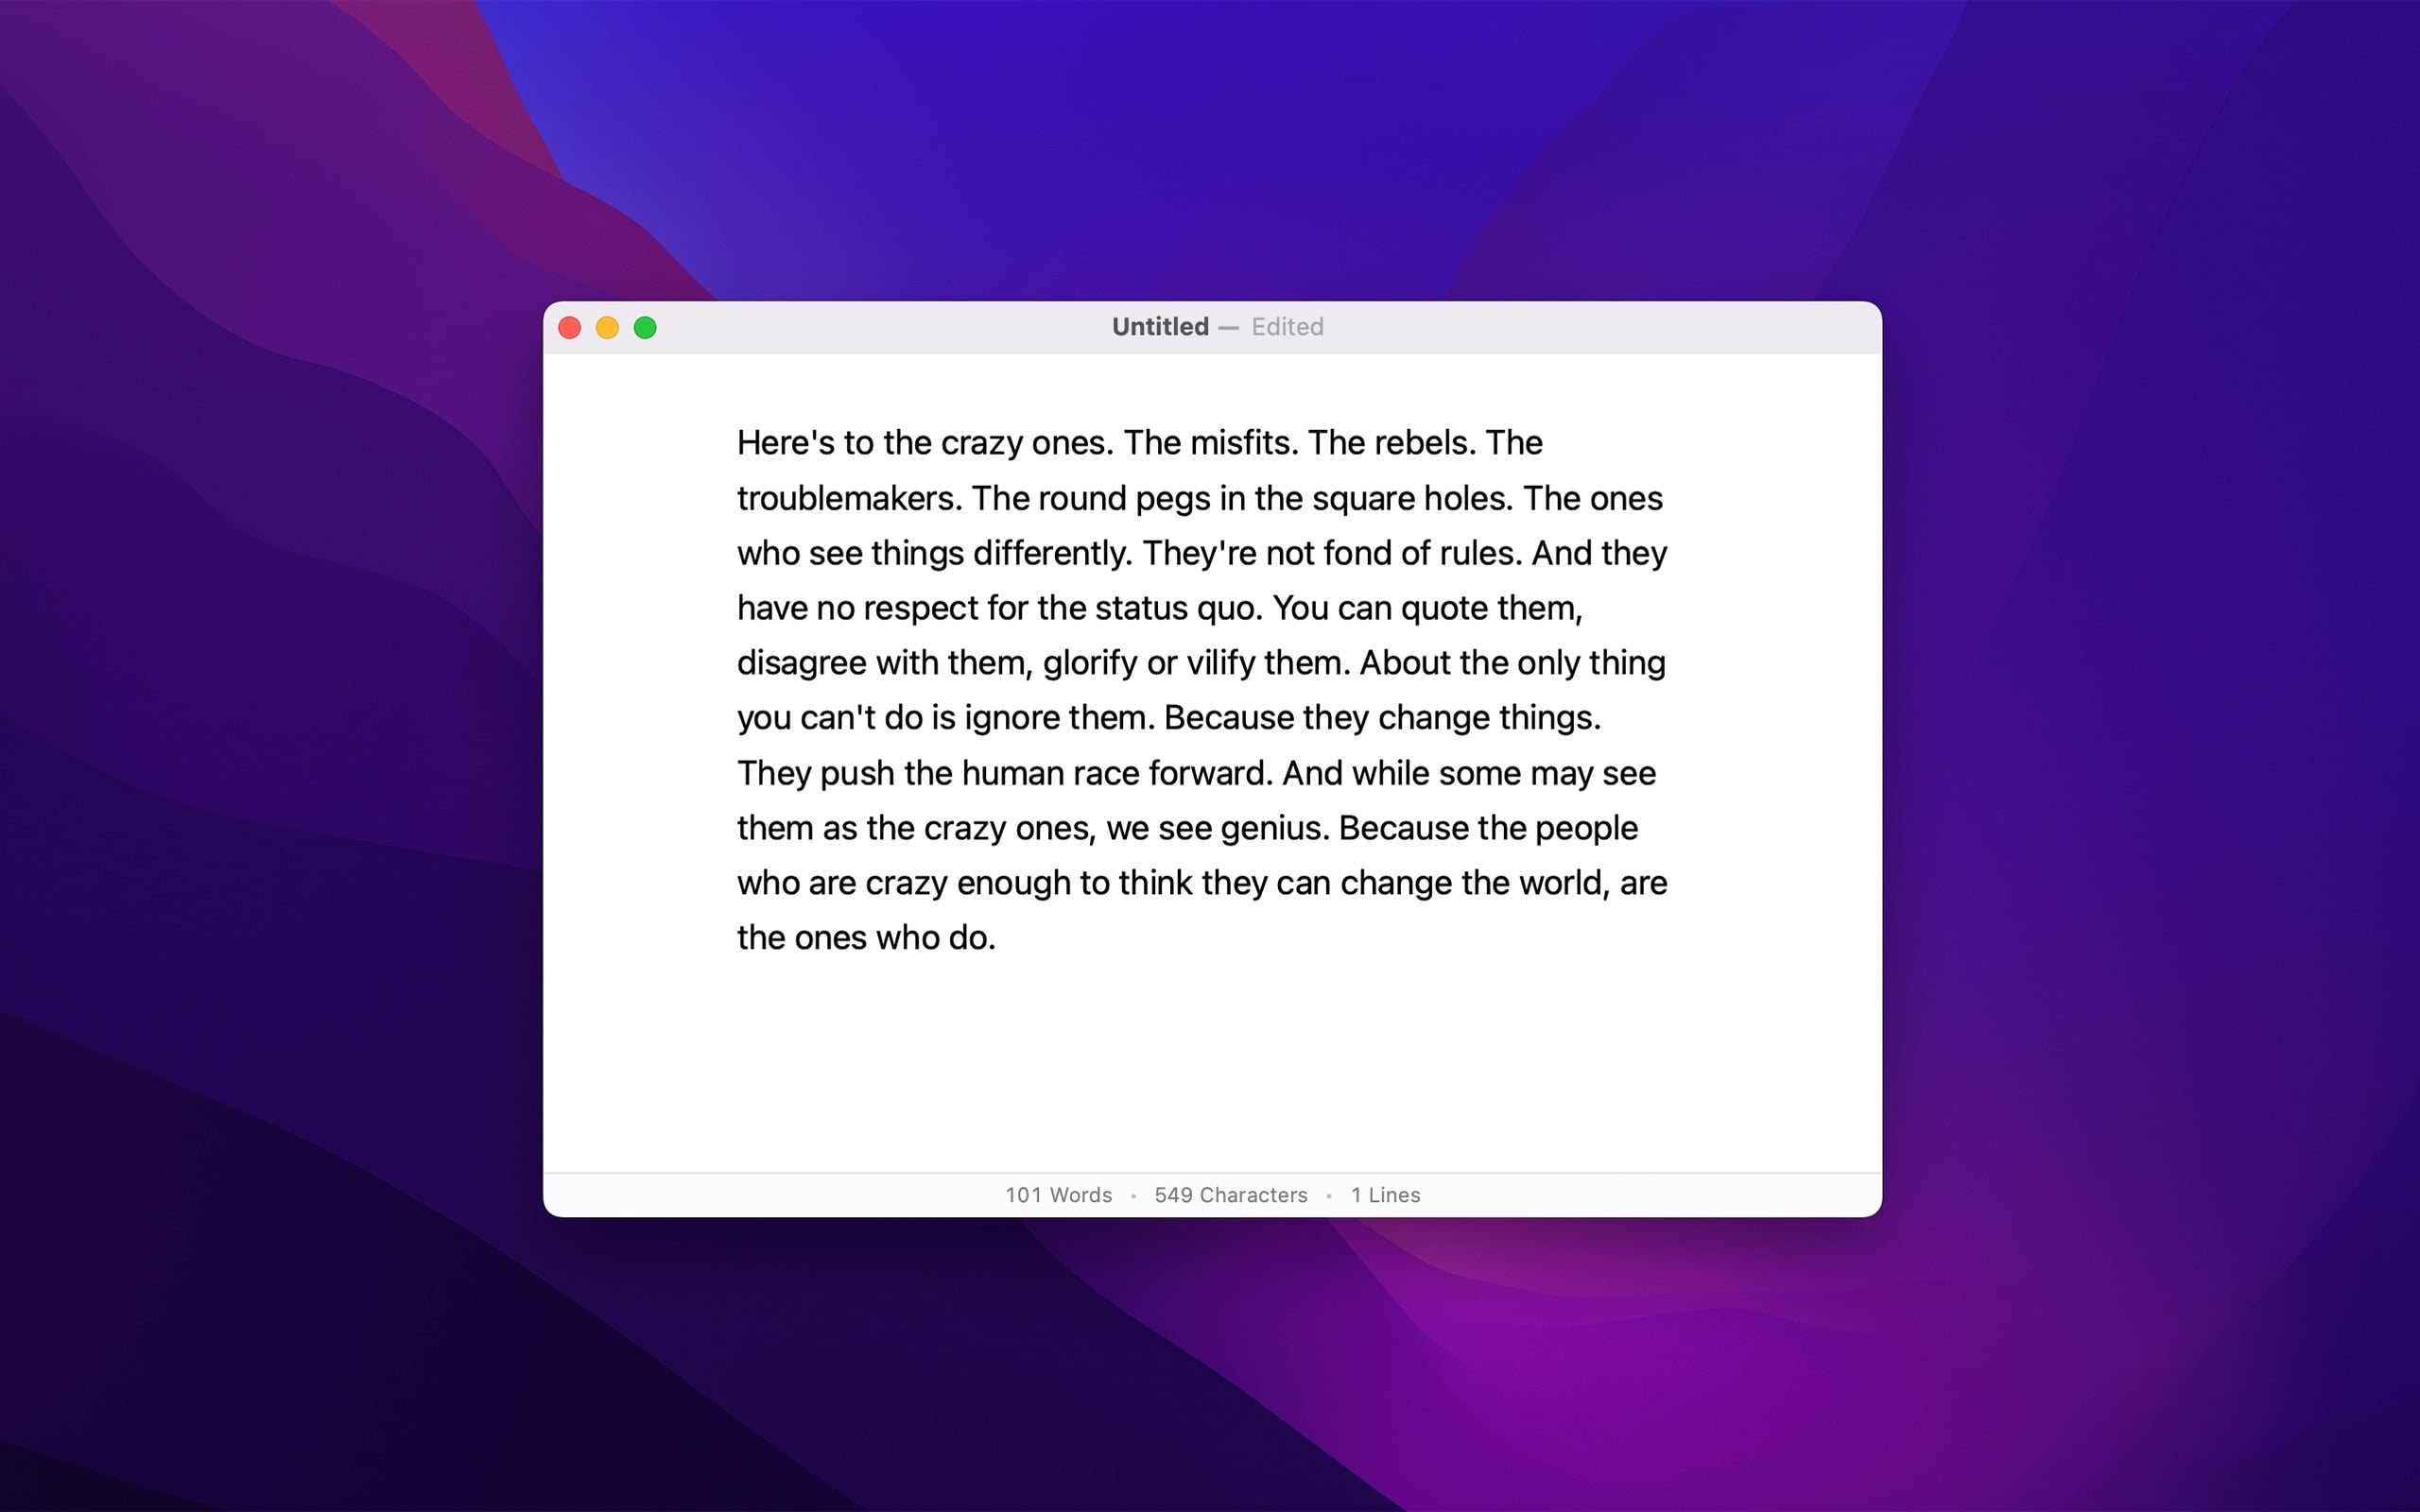 Untitled — Edited
Here's to the crazy ones. The misfits. The rebels. The
troublemakers. The round pegs in the square holes. The ones
who see things differently. They're not fond of rules. And they
have no respect for the status quo. You can quote them,
disagree with them, glorify or vilify them. About the only thing
you can't do is ignore them. Because they change things.
They push the human race forward. And while some may see
them as the crazy ones, we see genius. Because the people
who are crazy enough to think they can change the world, are
the ones who do.
101 Words • 549 Characters • 1 Lines